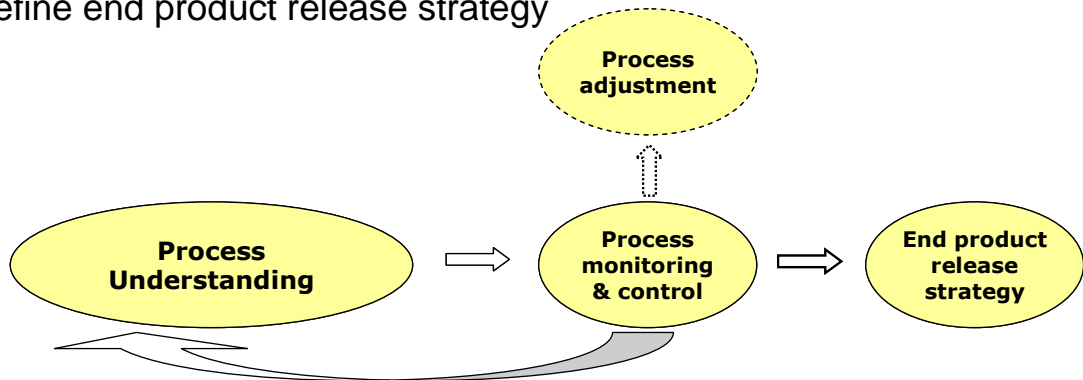 efine end product release strategy
Process
adjustment
Process
Understanding
Process
monitoring
& control
End product
release
strategy